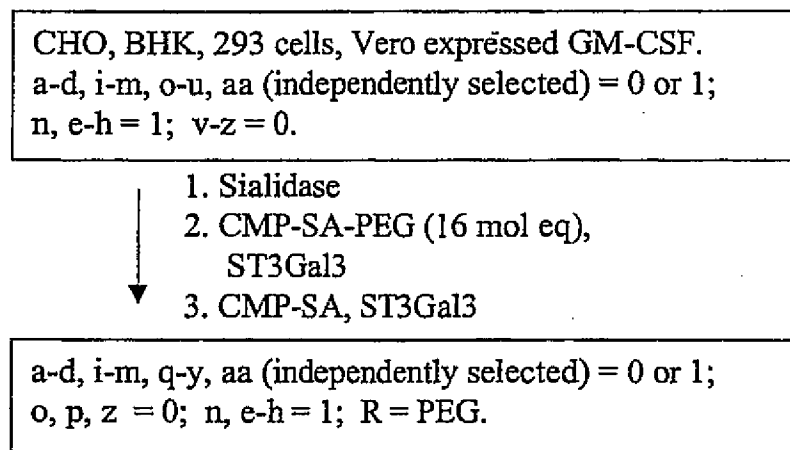 CHO, BHK, 293 cells, Vero expressed GM-CSF.
a-d, i-m, o-u, aa (independently selected) = 0 or 1;
n, e-h = 1; v-z = 0.
1. Sialidase
2. CMP-SA-PEG (16 mol eq),
ST3Gal3
3. CMP-SA, ST3Gal3
a-d, i-m, q-y, aa (independently selected) = 0 or 1;
o, p, z = 0; n, e-h = 1; R = PEG.